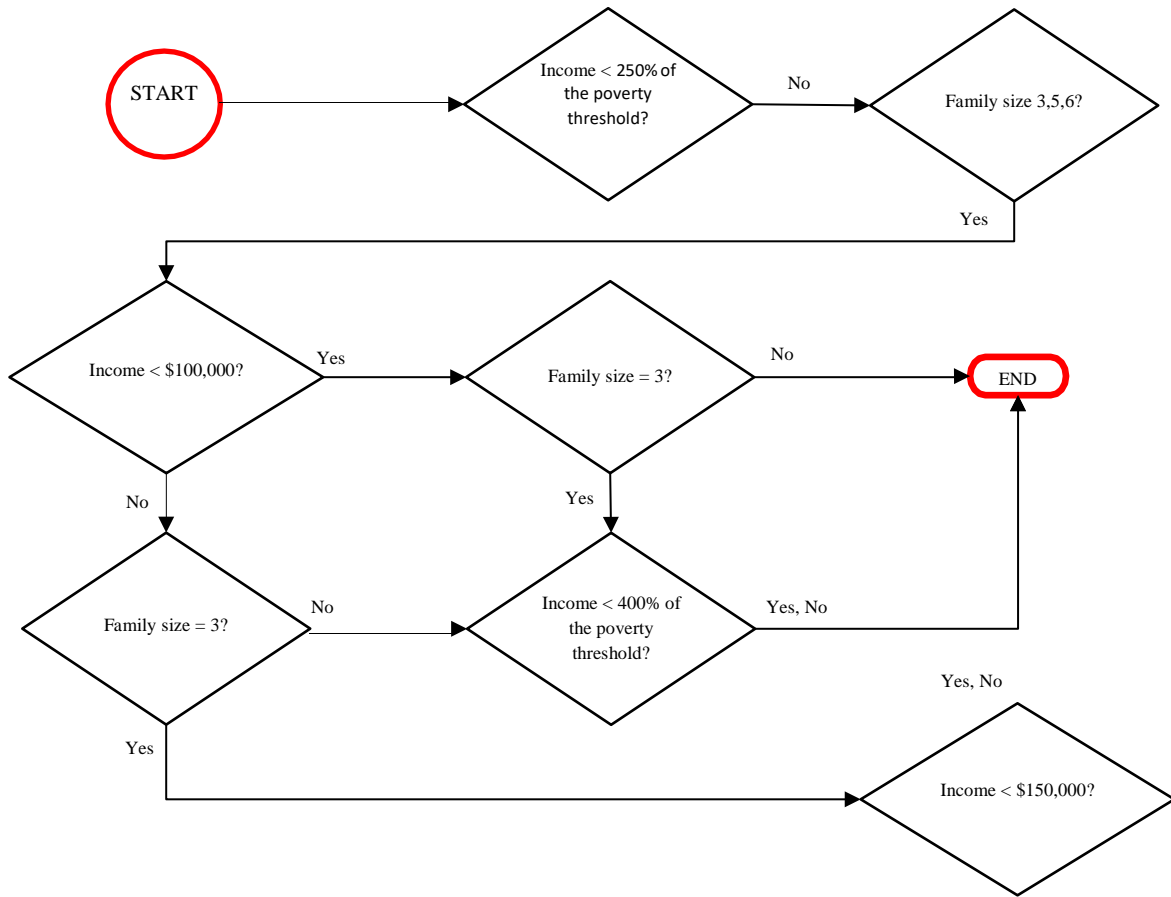 START
Income < 250% of
the poverty
threshold?
No
Family size 3,5,6?
Yes
Income < $100,000?
Yes
Family size = 3?
No
END
No
Yes
Family size = 3?
No
Income < 400% of
the poverty
threshold?
Yes, No
Yes, No
Yes
Income < $150,000?